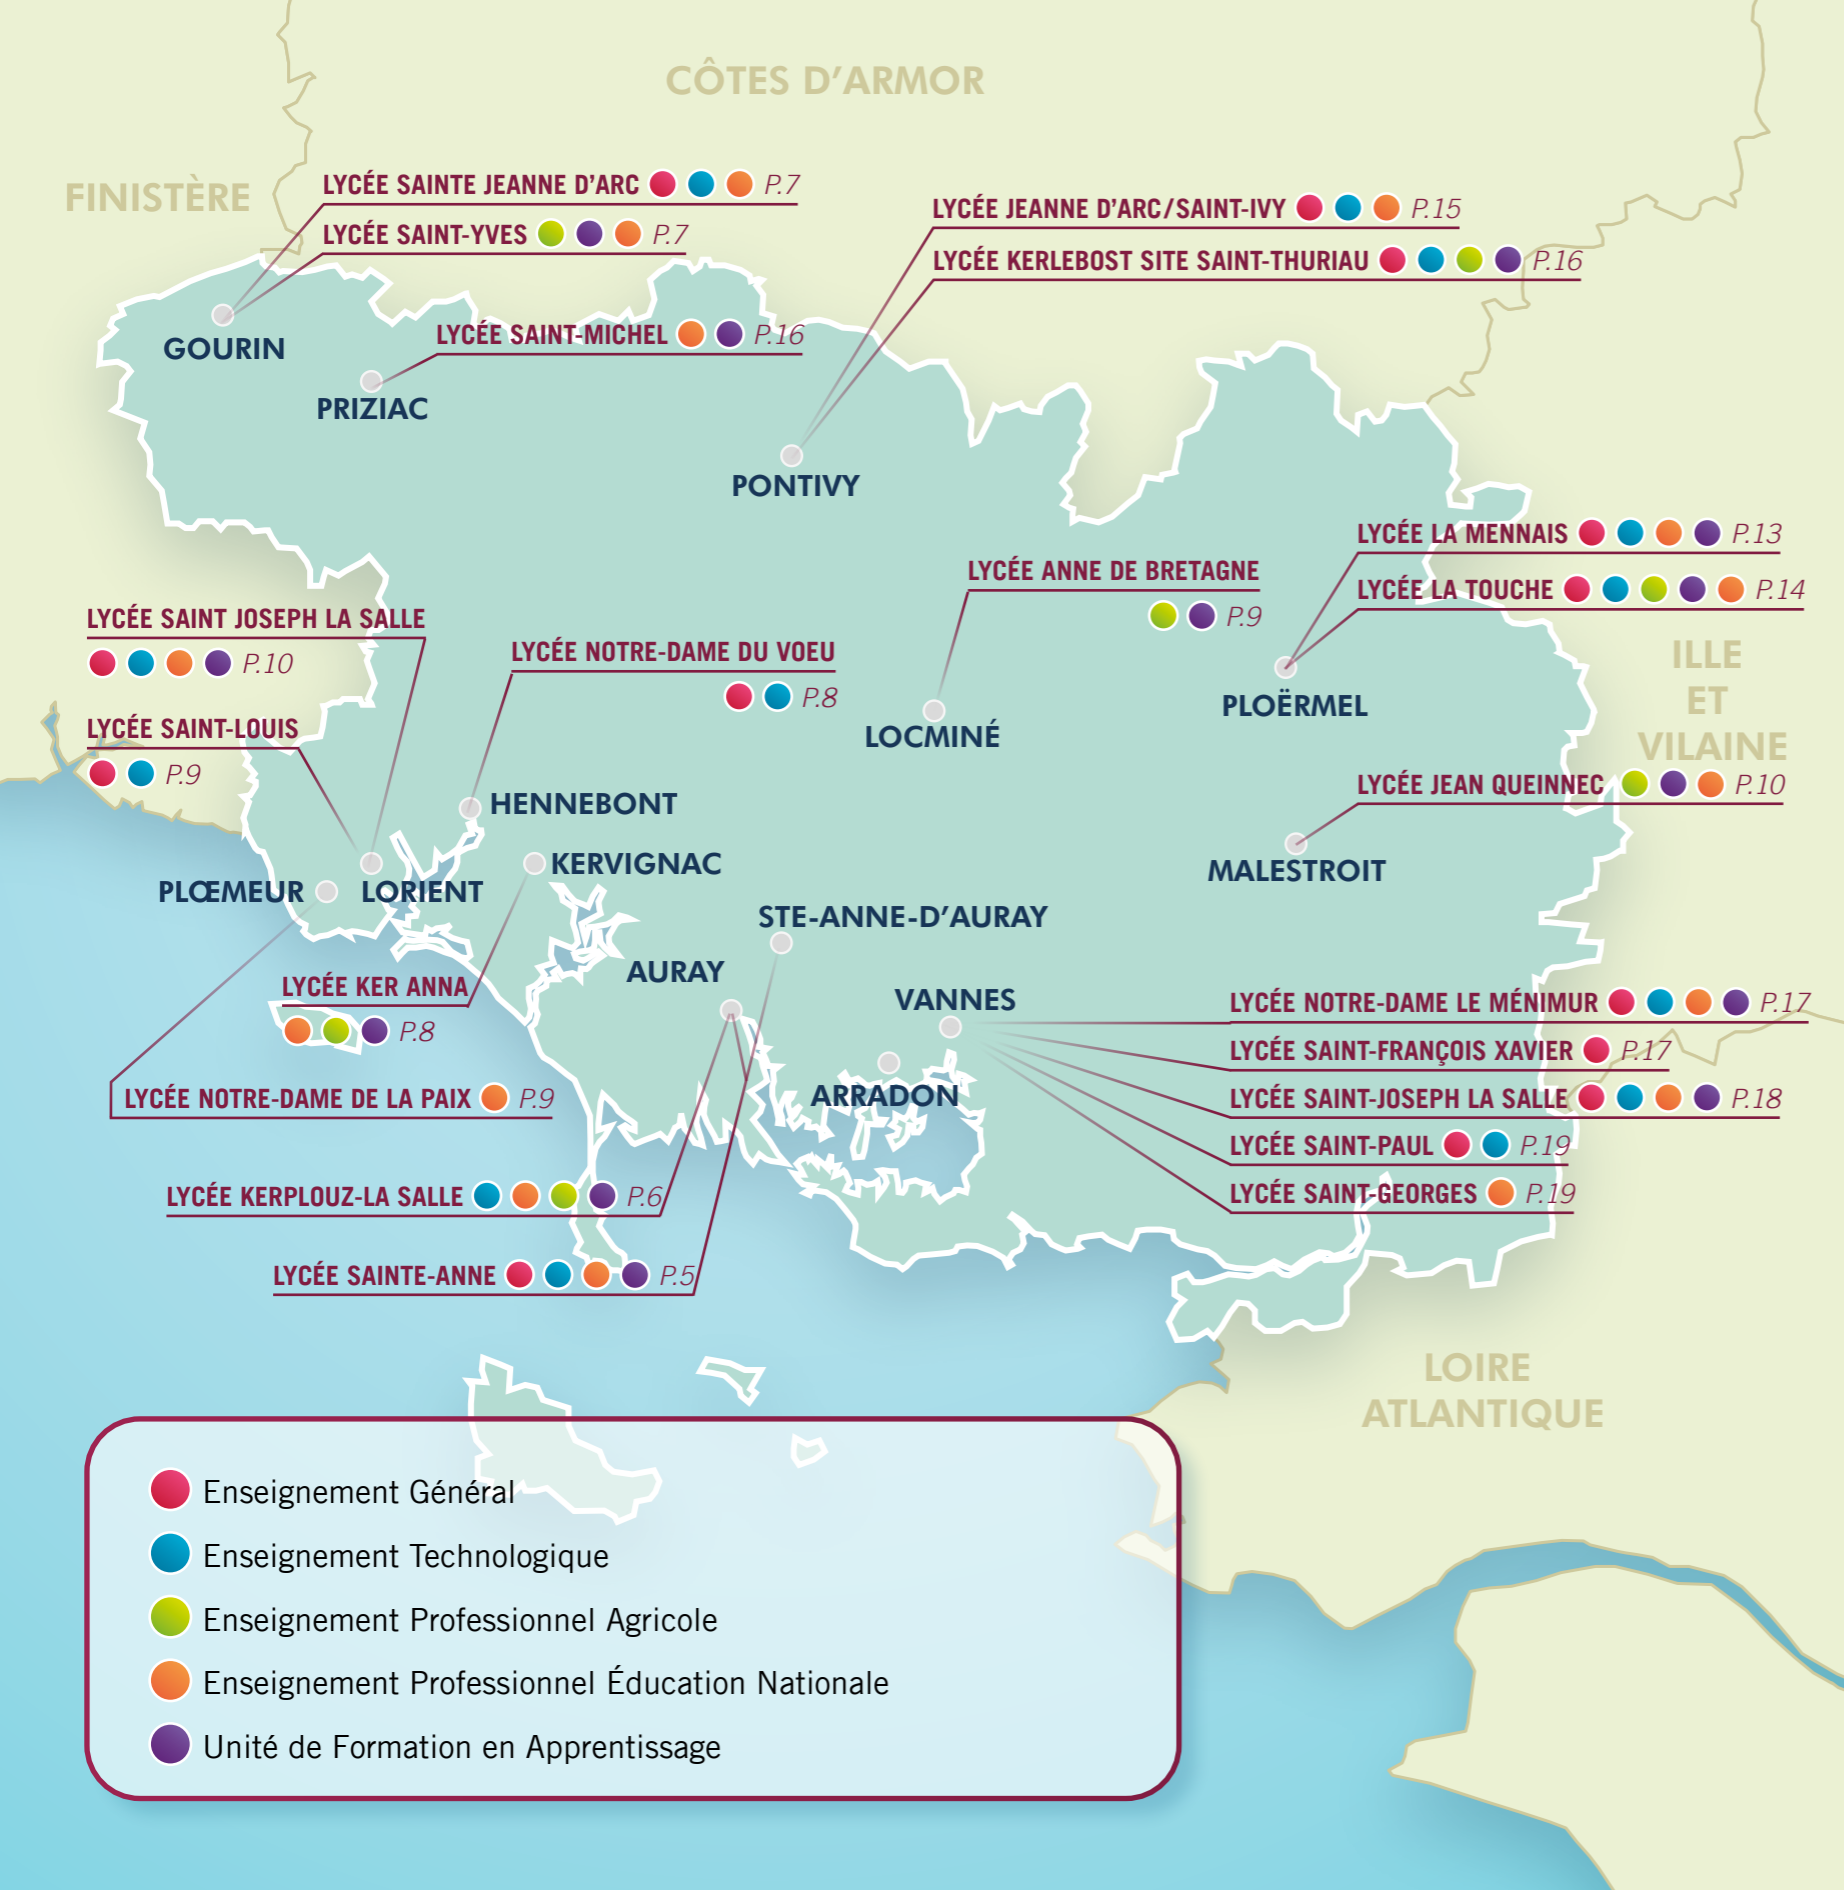 CÔTES D'ARMOR
FINISTÈRE
LYCÉE SAINTE JEANNE D'ARC P.7
LYCÉE SAINT-YVES P.7
LYCÉE JEANNE D'ARC/SAINT-IVY P.15
LYCÉE KERLEBOST SITE SAINT-THURIAU P.16
GOURIN
LYCÉE SAINT-MICHEL P.16
PRIZIAC
PONTIVY
LYCÉE LA MENNAIS P.13
LYCÉE ANNE DE BRETAGNE
P.9
LYCÉE LA TOUCHE P.14
LYCÉE SAINT JOSEPH LA SALLE
P.10
LYCÉE NOTRE-DAME DU VOEU
P.8
ILLE
ET
VILAINE
PLOËRMEL
LOCMINÉ
LYCÉE SAINT-LOUIS
P.9
LYCÉE JEAN QUEINNEC P.10
HENNEBONT
KERVIGNAC
MALESTROIT
PLŒMEUR
LORIENT
STE-ANNE-D'AURAY
AURAY
LYCÉE KER ANNA
P.8
VANNES
LYCÉE NOTRE-DAME LE MÉNIMUR P.17
LYCÉE SAINT-FRANÇOIS XAVIER P.17
ARRADON
LYCÉE NOTRE-DAME DE LA PAIX P.9
LYCÉE SAINT-JOSEPH LA SALLE P.18
LYCÉE SAINT-PAUL P.19
LYCÉE KERPLOUZ-LA SALLE P.6
LYCÉE SAINT-GEORGES P.19
LYCÉE SAINTE-ANNE P.5
LOIRE
ATLANTIQUE
Enseignement Général
Enseignement Technologique
Enseignement Professionnel Agricole
Enseignement Professionnel Éducation Nationale
Unité de Formation en Apprentissage